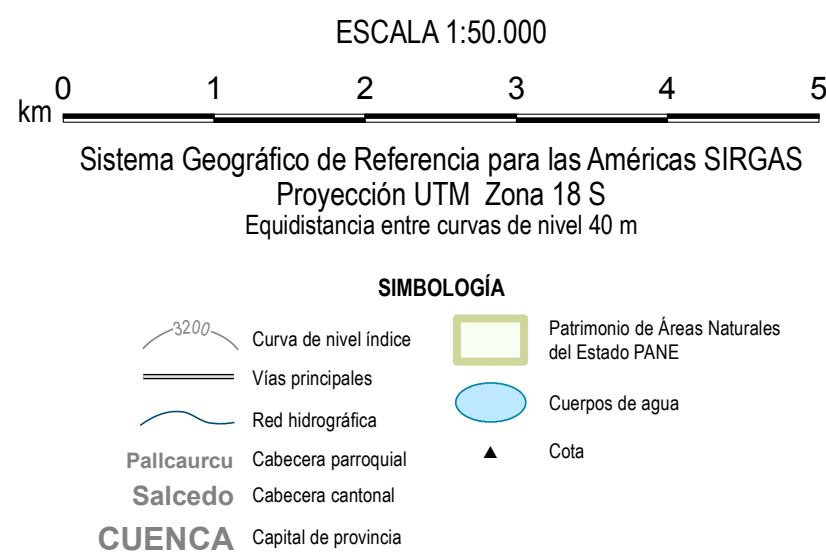 ESCALA 1:50.000
0 1 2 3 4 5
km
Sistema Geográfico de Referencia para las Américas SIRGAS
Proyección UTM Zona 18 S
Equidistancia entre curvas de nivel 40 m
SIMBOLOGÍA
3200
Curva de nivel índice
Vías principales
Red hidrográfica
Pallcaurcu Cabecera parroquial
Salcedo Cabecera cantonal
CUENCA Capital de provincia
Patrimonio de Áreas Naturales
del Estado PANE
Cuerpos de agua
Cota